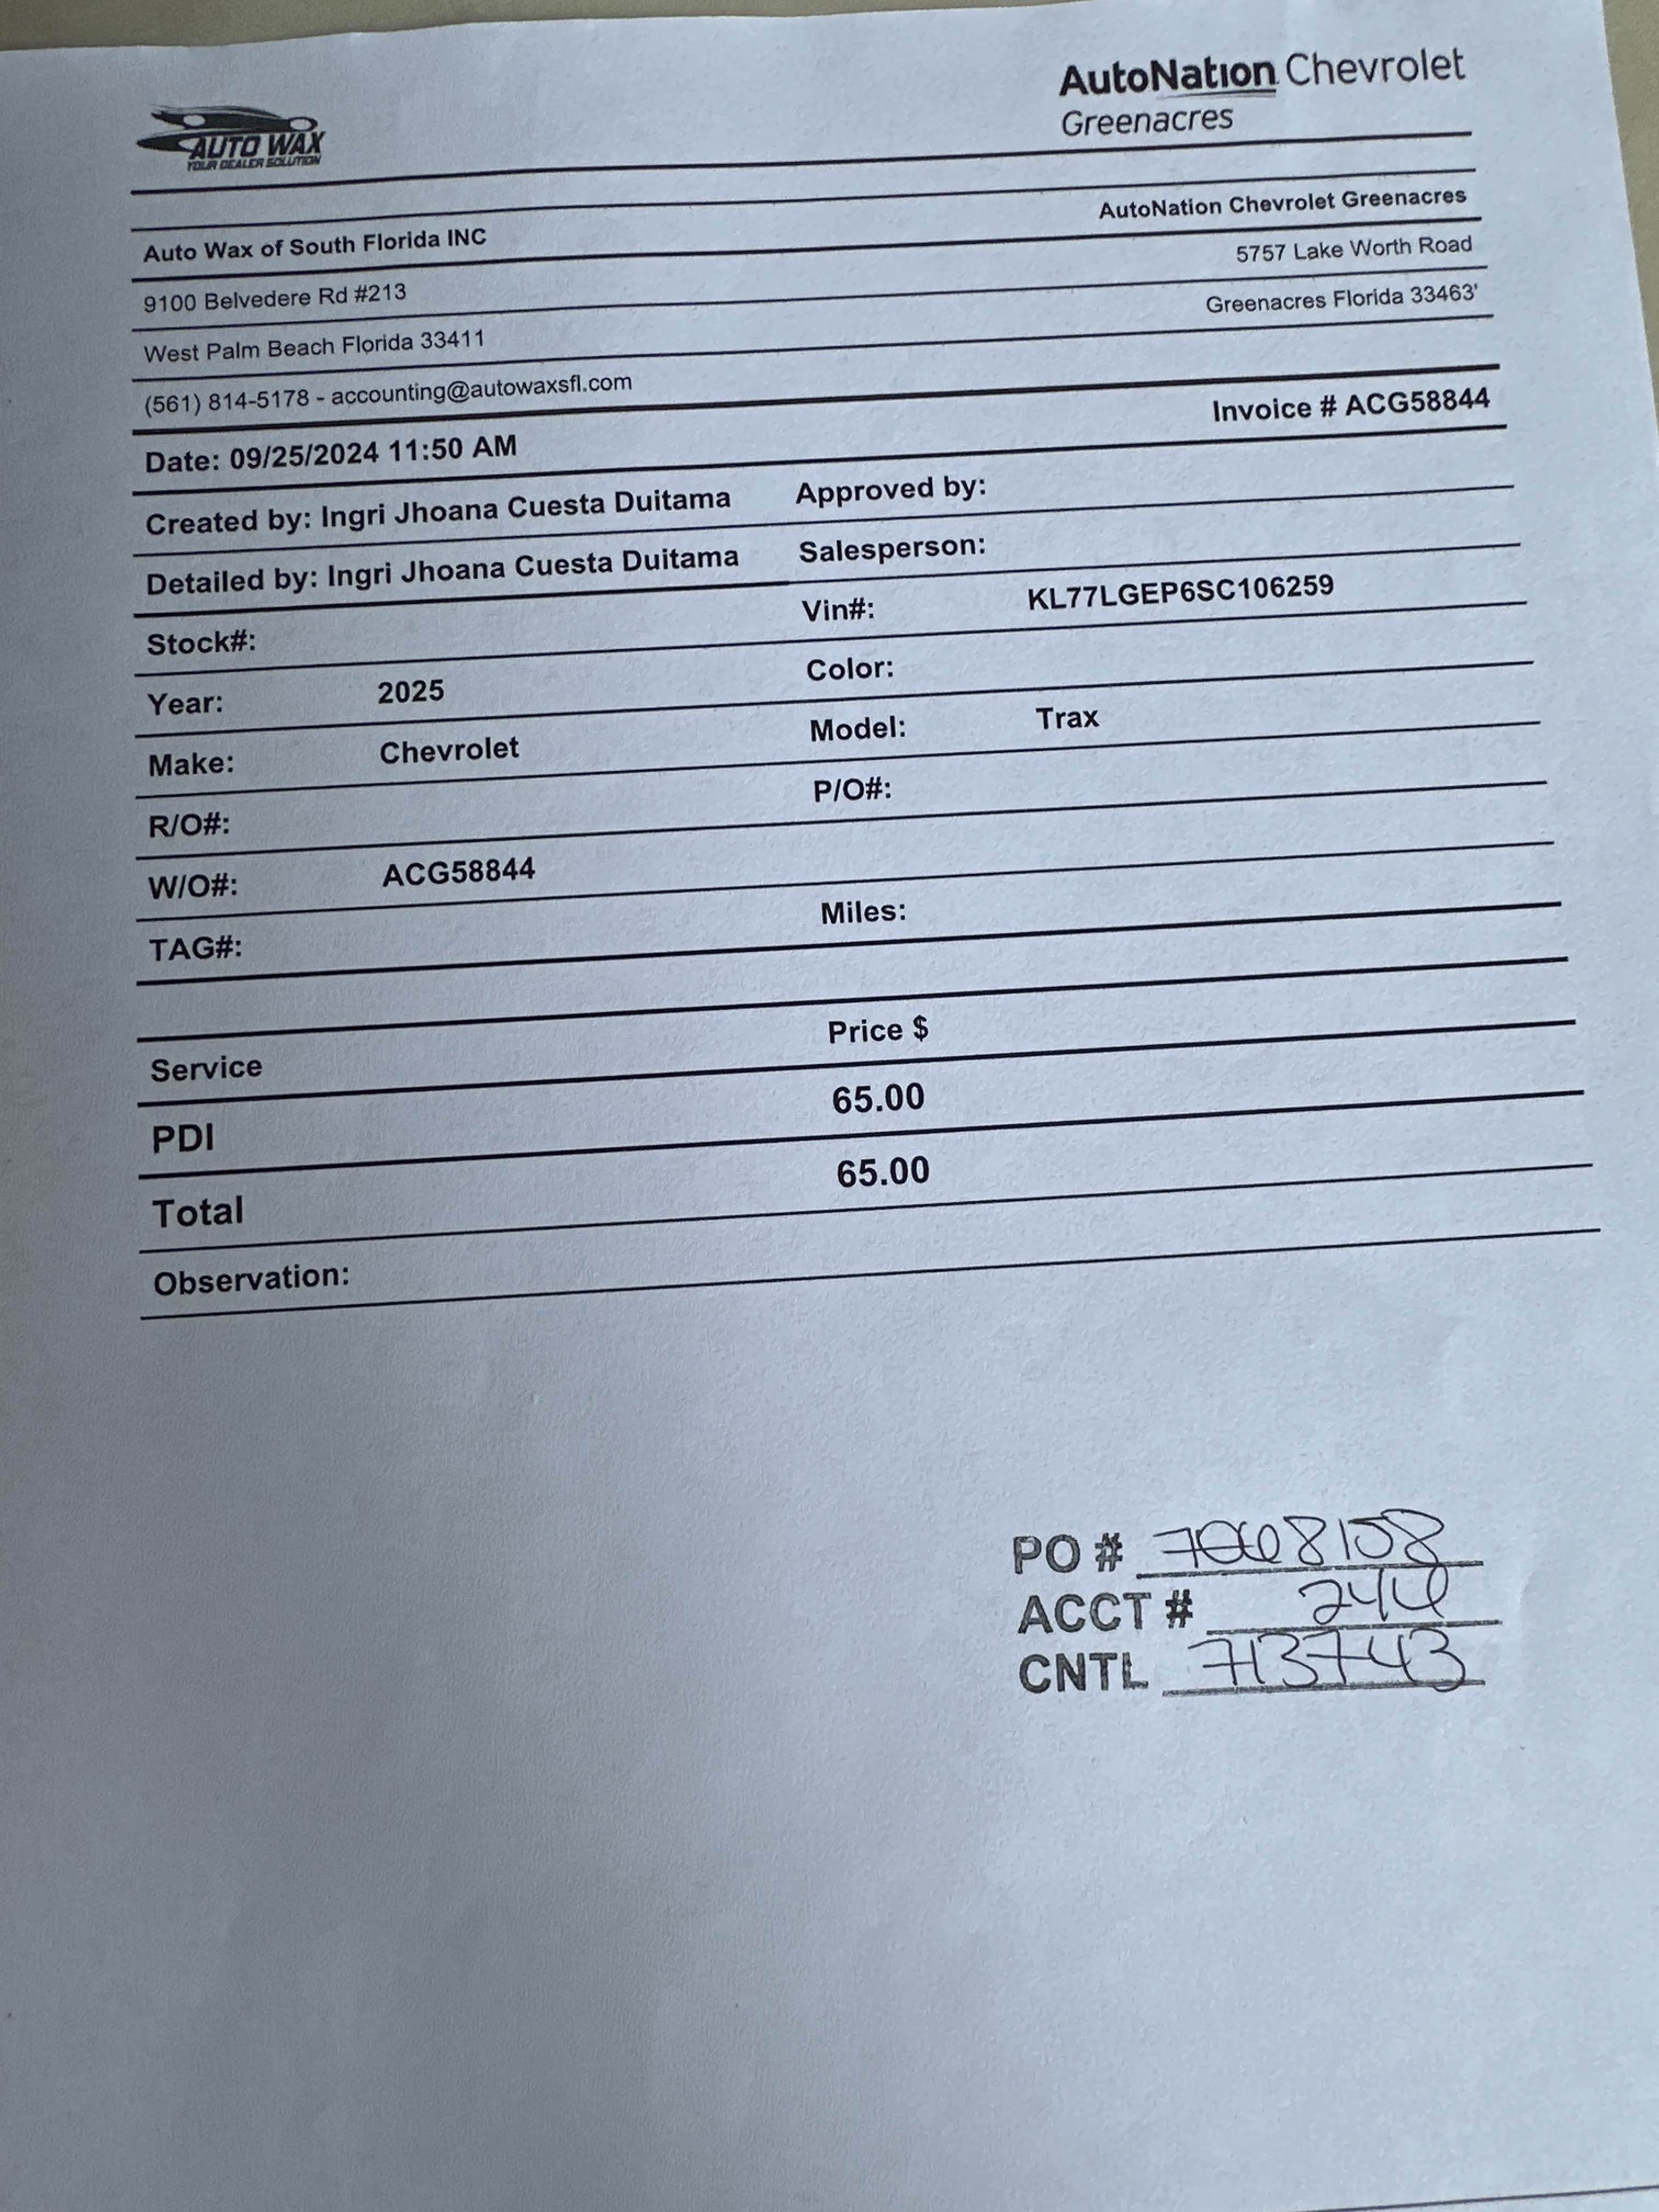 AUTO WAX
YOUR DEALER SOLUTION
AutoNation Chevrolet
Greenacres
Auto Wax of South Florida INC AutoNation Chevrolet Greenacres
9100 Belvedere Rd #213 5757 Lake Worth Road
West Palm Beach Florida 33411 Greenacres Florida 33463'
(561) 814-5178 - accounting@autowaxsfl.com
Date: 09/25/2024 11:50 AM Invoice # ACG58844
Created by: Ingri Jhoana Cuesta Duitama Approved by:
Detailed by: Ingri Jhoana Cuesta Duitama Salesperson:
Stock#: Vin#: KL77LGEP6SC106259
Year: 2025 Color:
Make: Chevrolet Model: Trax
R/O#: P/O#:
W/O#: ACG58844
TAG#: Miles:
Service Price $
PDI 65.00
Total 65.00
Observation:
PO #
ACCT #
CNTL 713743